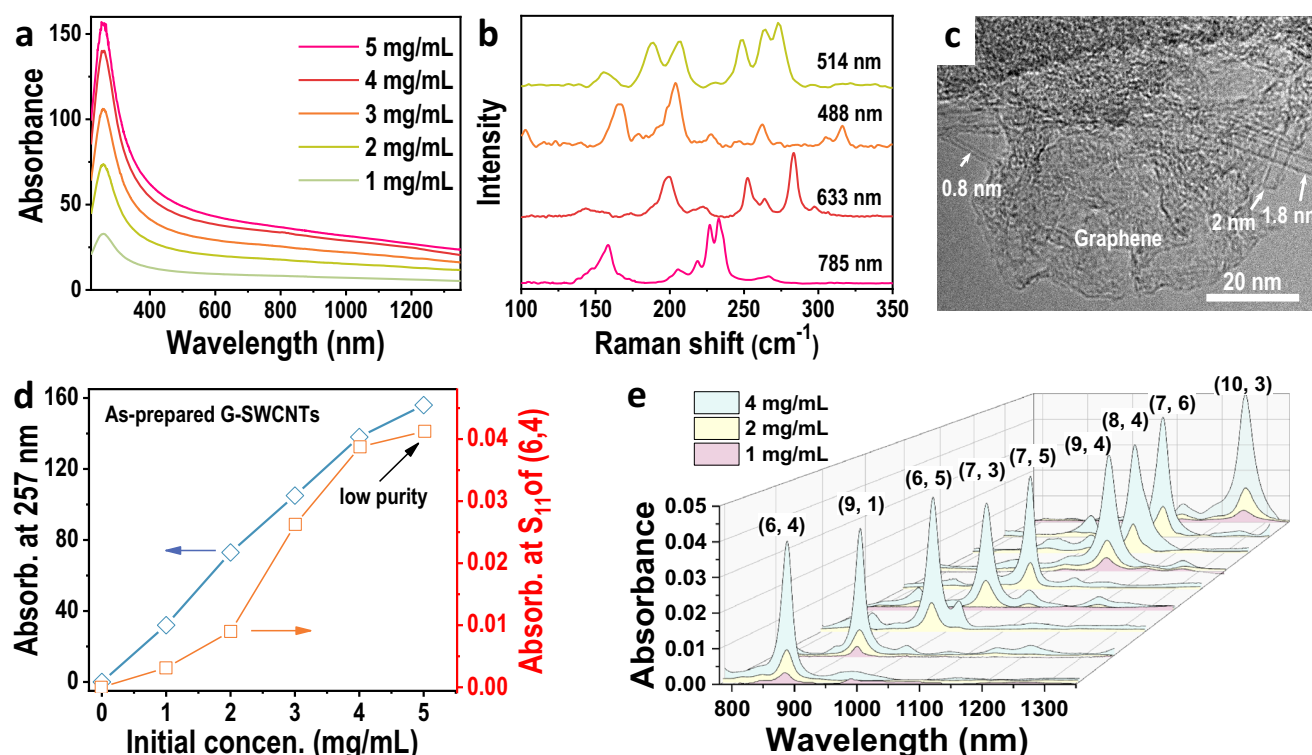 a
150
100
50
0
Absorbance
400 600 800 1000 1200
Wavelength (nm)
5 mg/mL
4 mg/mL
3 mg/mL
2 mg/mL
1 mg/mL
b
514 nm
488 nm
633 nm
785 nm
Intensity
100 150 200 250 300 350
Raman shift (cm⁻¹)
c
0.8 nm
2 nm
1.8 nm
Graphene
20 nm
d
As-prepared G-SWCNTs
low purity
160
120
80
40
0
Absorb. at 257 nm
0.04
0.03
0.02
0.01
0.00
Absorb. at S₁₁ of (6,4)
0 1 2 3 4 5
Initial concen. (mg/mL)
e
4 mg/mL
2 mg/mL
1 mg/mL
(6, 4)
(9, 1)
(6, 5)
(7, 3)
(7, 5)
(9, 4)
(8, 4)
(7, 6)
(10, 3)
0.05
0.04
0.03
0.02
0.01
0.00
Absorbance
800 900 1000 1100 1200 1300
Wavelength (nm)